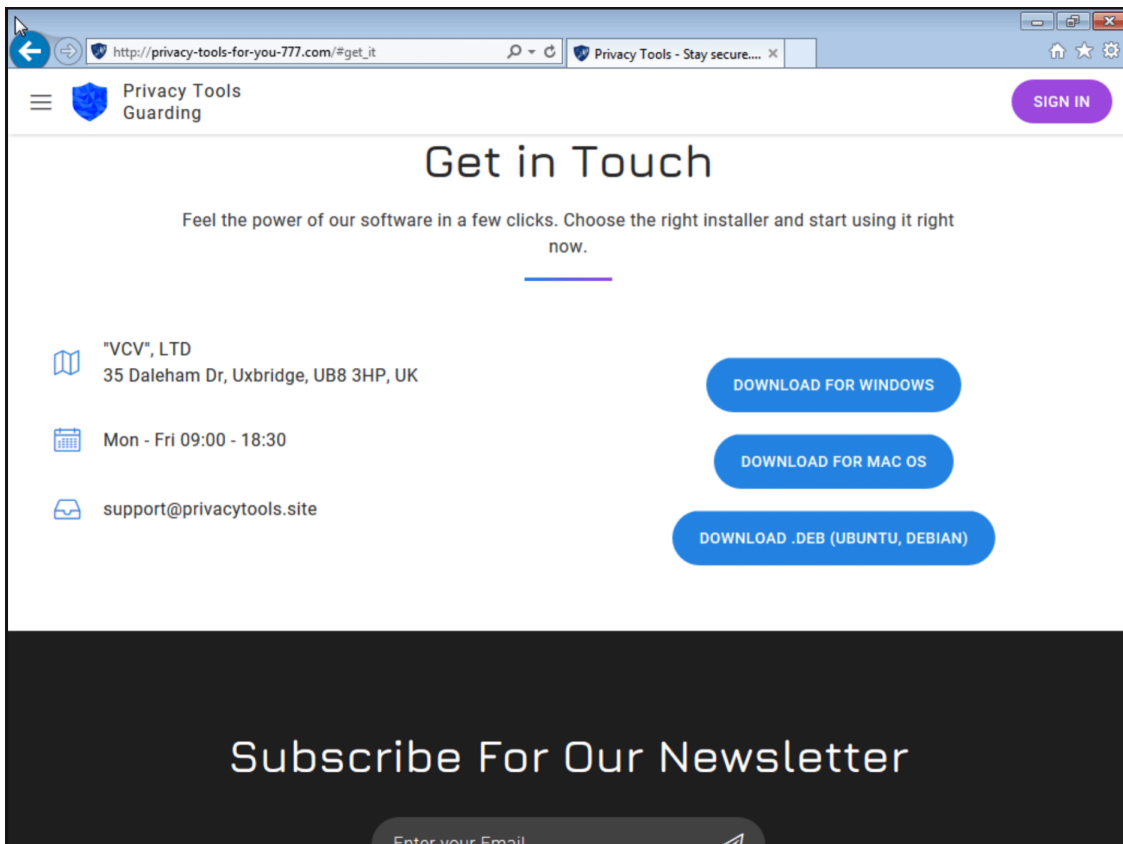 http://privacy-tools-for-you-777.com/#get_it
Privacy Tools - Stay secure....
Privacy Tools
Guarding
SIGN IN
Get in Touch
Feel the power of our software in a few clicks. Choose the right installer and start using it right
now.
"VCV", LTD
35 Daleham Dr, Uxbridge, UB8 3HP, UK
Mon - Fri 09:00 - 18:30
support@privacytools.site
DOWNLOAD FOR WINDOWS
DOWNLOAD FOR MAC OS
DOWNLOAD .DEB (UBUNTU, DEBIAN)
Subscribe For Our Newsletter
Enter your Email